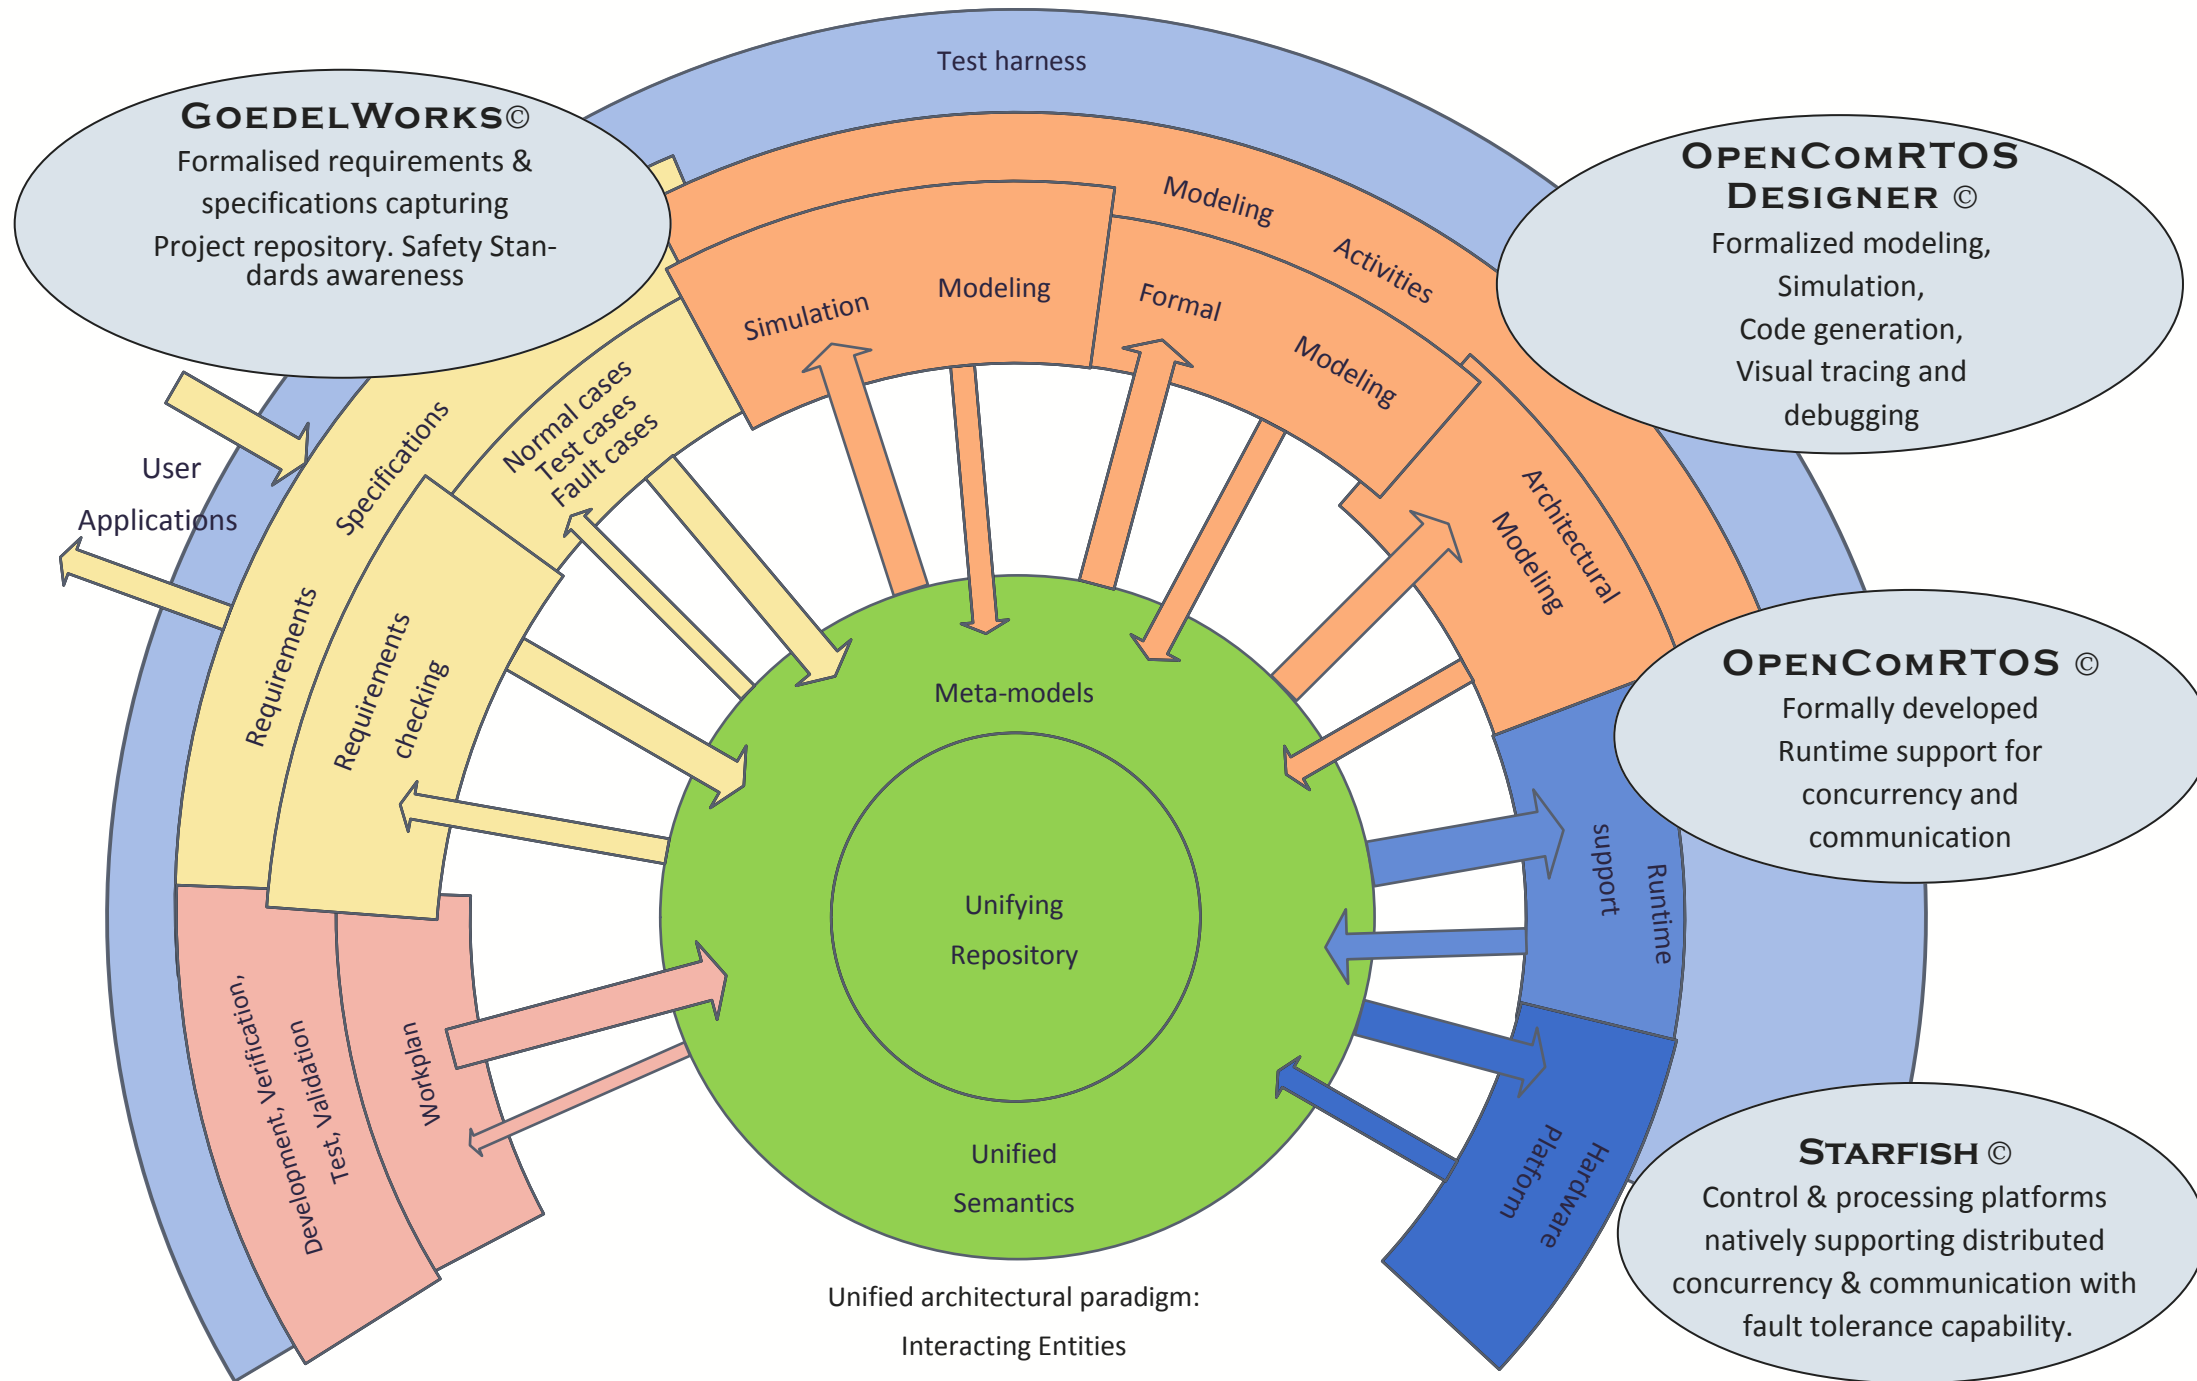 Test harness
GOEDELWORKS©
Formalised requirements &
specifications capturing
Project repository. Safety Stan-
dards awareness
OPENCOMRTOS
DESIGNER ©
Formalized modeling,
Simulation,
Code generation,
Visual tracing and
debugging
Modeling
Activities
Simulation
Modeling
Formal
Modeling
Architectural
Modeling
Normal cases
Test cases
Fault cases
Specifications
Requirements
Requirements
checking
User
Applications
Meta-models
Unifying
Repository
Unified
Semantics
OPENCOMRTOS ©
Formally developed
Runtime support for
concurrency and
communication
Runtime
support
Hardware
Platform
STARFISH ©
Control & processing platforms
natively supporting distributed
concurrency & communication with
fault tolerance capability.
Development, Verification,
Test, Validation
Workplan
Unified architectural paradigm:
Interacting Entities